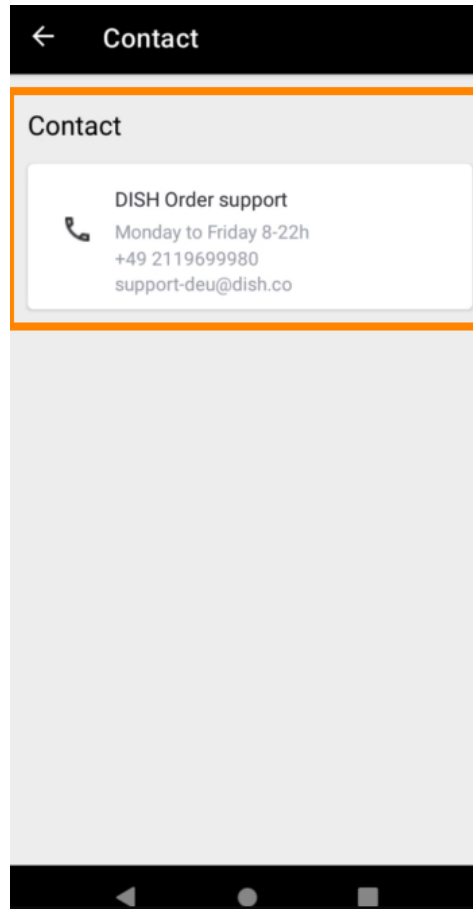 Contact
Contact
DISH Order support
Monday to Friday 8-22h
+49 2119699980
support-deu@dish.co